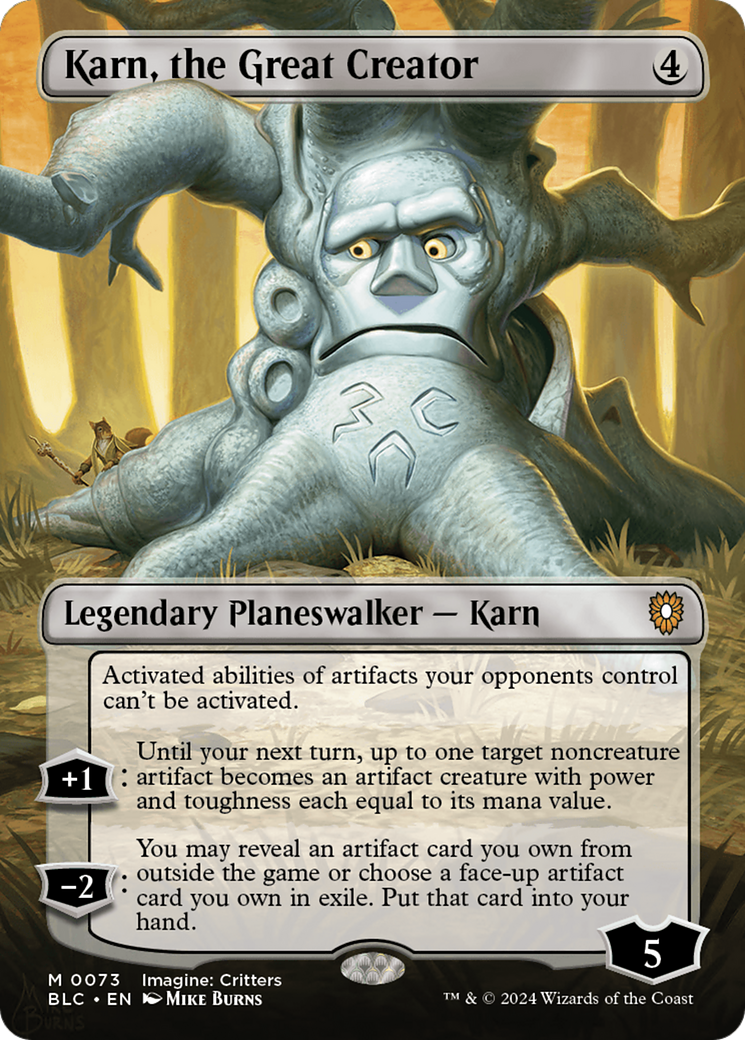 Karn, the Great Creator 4
Legendary Planeswalker — Karn
Activated abilities of artifacts your opponents control
can't be activated.
+1: Until your next turn, up to one target noncreature
artifact becomes an artifact creature with power
and toughness each equal to its mana value.
−2: You may reveal an artifact card you own from
outside the game or choose a face-up artifact
card you own in exile. Put that card into your
hand.
5
M 0073 Imagine: Critters
BLC • EN Mike Burns
™ & © 2024 Wizards of the Coast
Mike
Burns